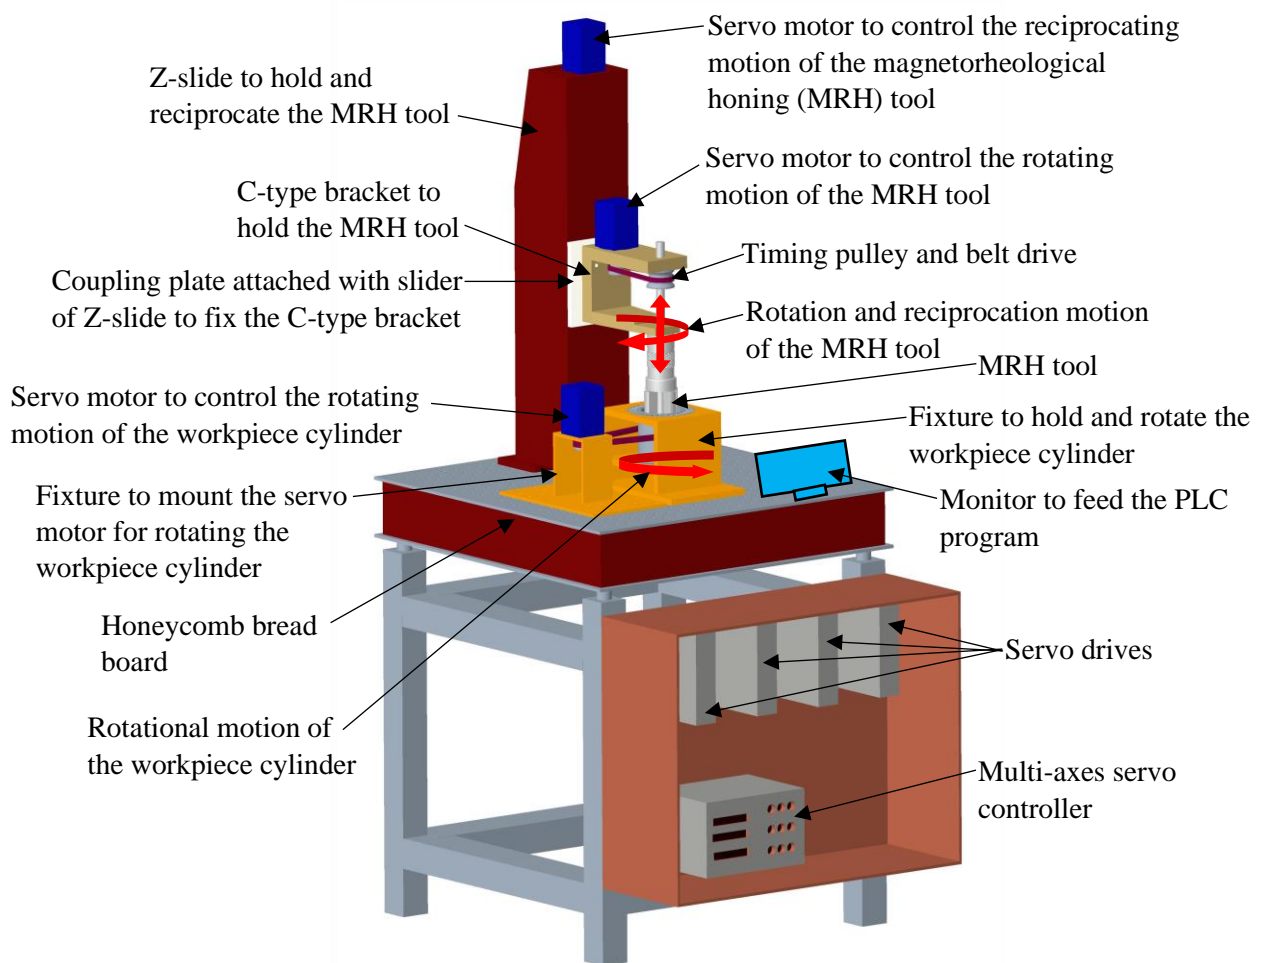 Servo motor to control the reciprocating
motion of the magnetorheological
honing (MRH) tool
Z-slide to hold and
reciprocate the MRH tool
Servo motor to control the rotating
motion of the MRH tool
C-type bracket to
hold the MRH tool
Timing pulley and belt drive
Coupling plate attached with slider
of Z-slide to fix the C-type bracket
Rotation and reciprocation motion
of the MRH tool
MRH tool
Servo motor to control the rotating
motion of the workpiece cylinder
Fixture to hold and rotate the
workpiece cylinder
Fixture to mount the servo
motor for rotating the
workpiece cylinder
Monitor to feed the PLC
program
Honeycomb bread
board
Servo drives
Rotational motion of
the workpiece cylinder
Multi-axes servo
controller